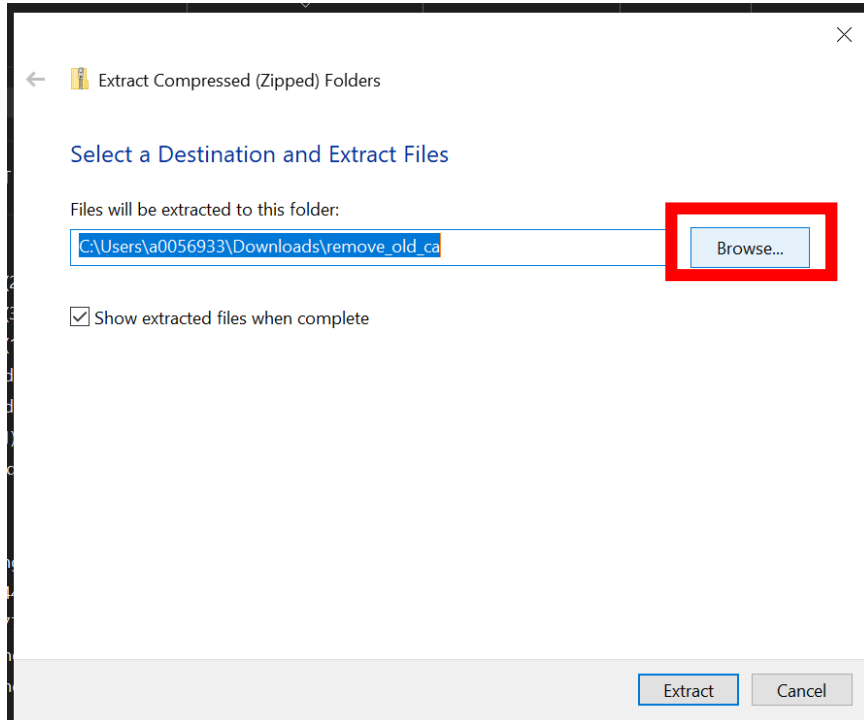 Extract Compressed (Zipped) Folders
Select a Destination and Extract Files
Files will be extracted to this folder:
C:\Users\a0056933\Downloads\remove_old_ca
Browse...
Show extracted files when complete
Extract
Cancel